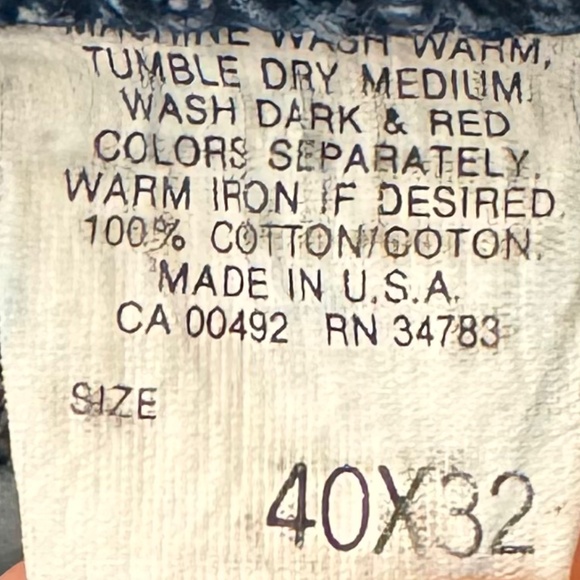 MACHINE WASH WARM,
TUMBLE DRY MEDIUM.
WASH DARK & RED
COLORS SEPARATELY.
WARM IRON IF DESIRED.
100% COTTON/COTON.
MADE IN U.S.A.
CA 00492 RN 34783
SIZE
40X32